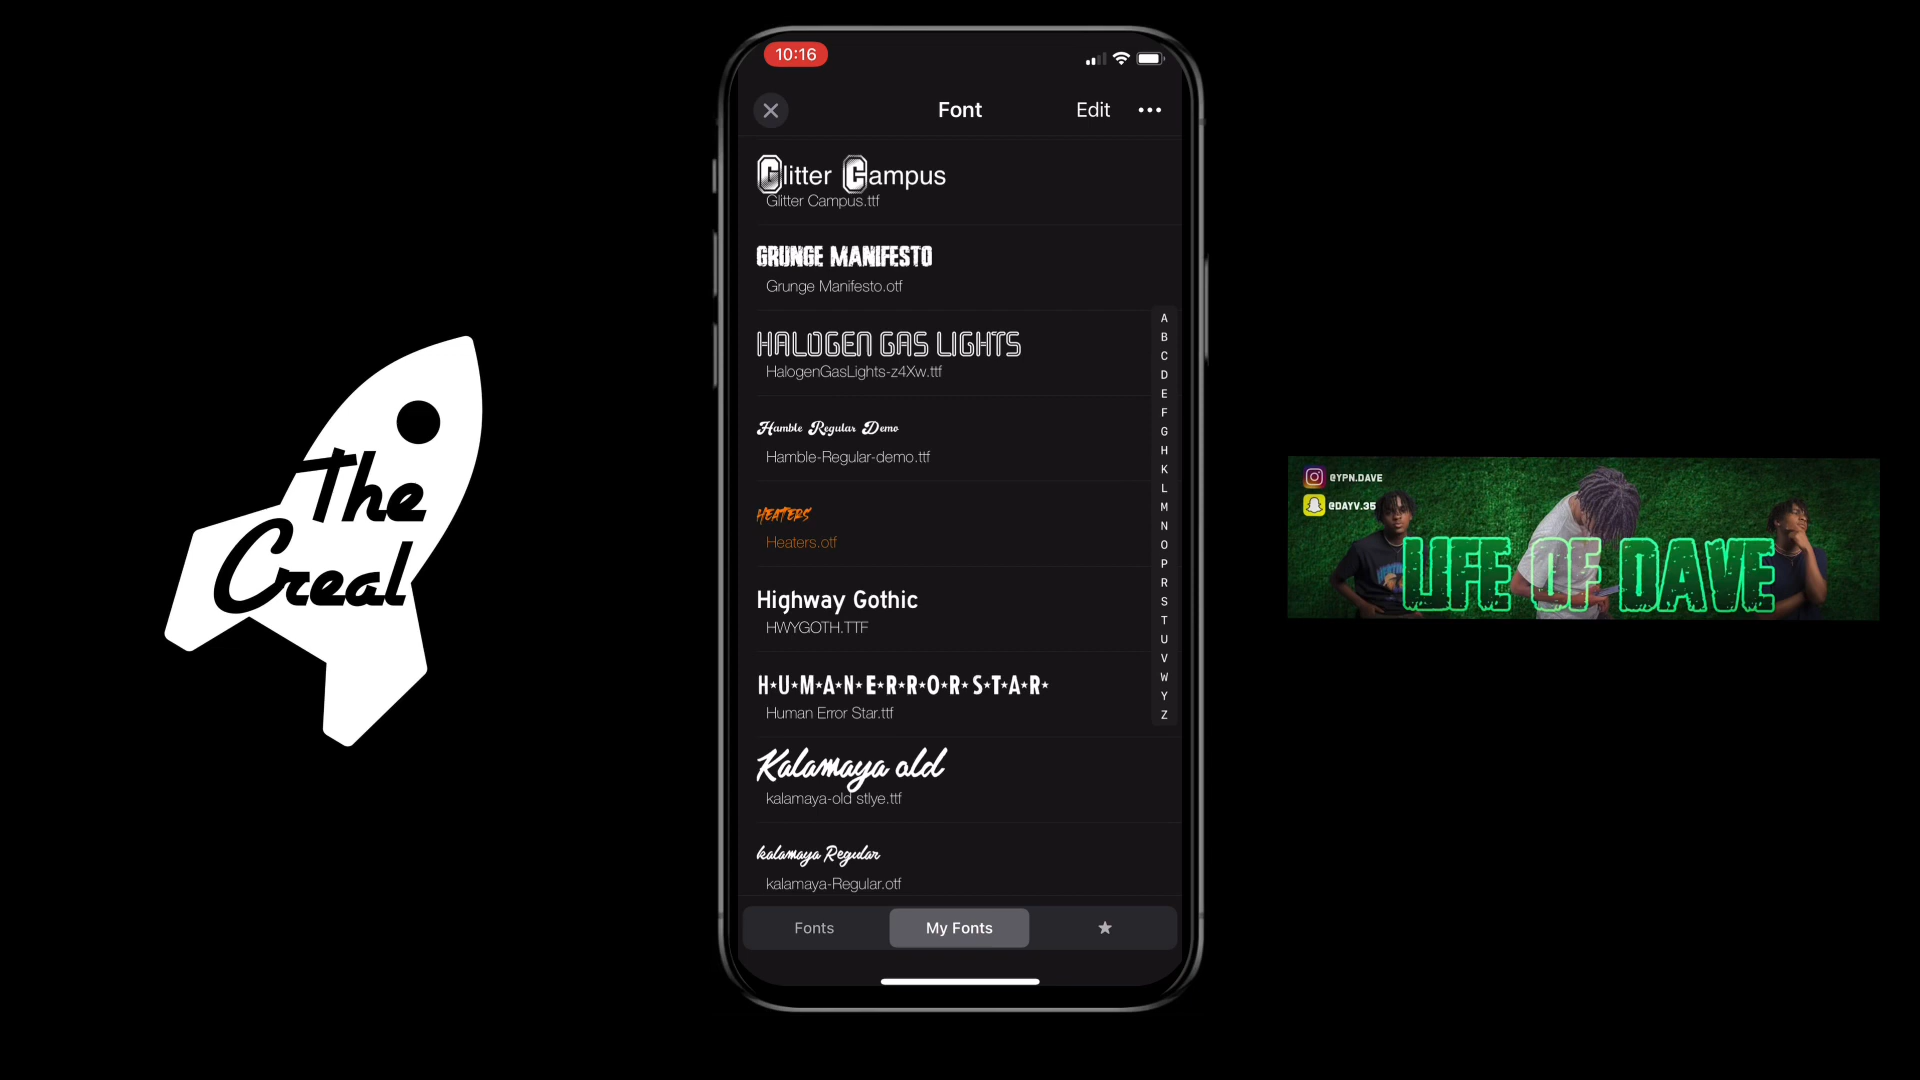 The
Creal
10:16
Font
Edit
Glitter Campus
Glitter Campus.ttf
GRUNGE MANIFESTO
Grunge Manifesto.otf
HALOGEN GAS LIGHTS
HalogenGasLights-z4Xw.ttf
Hamble Regular Demo
Hamble-Regular-demo.ttf
HEATERS
Heaters.otf
Highway Gothic
HWYGOTH.TTF
H★U★M★A★N★E★R★R★O★R★S★T★A★R★
Human Error Star.ttf
Kalamaya old
kalamaya-old stlye.ttf
kalamaya Regular
kalamaya-Regular.otf
A
B
C
D
E
F
G
H
K
L
M
N
O
P
R
S
T
U
V
W
Y
Z
Fonts
My Fonts
@YPN.DAVE
@DAYV.35
LIFE OF DAVE